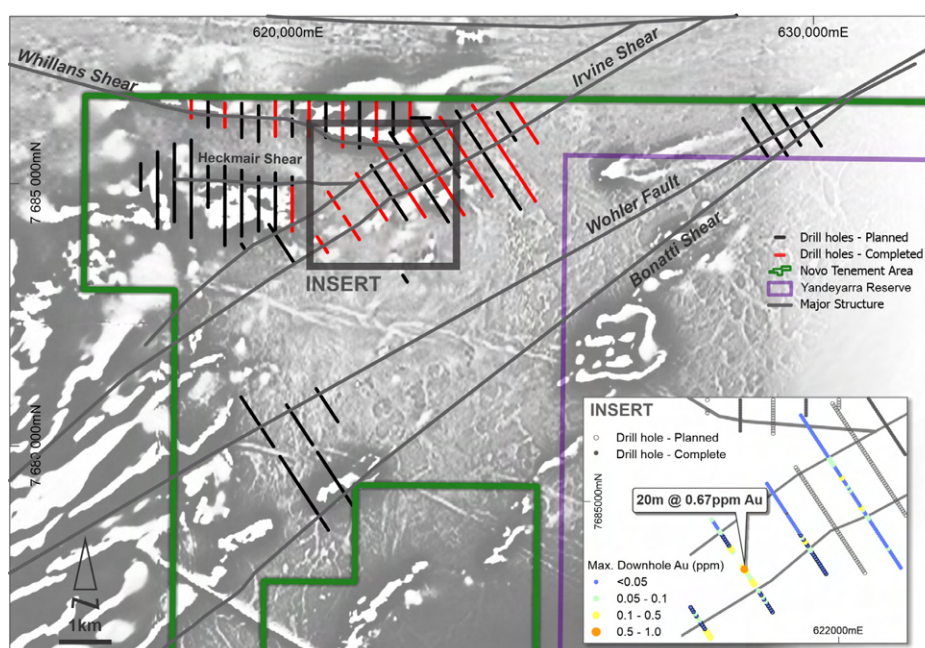 620,000mE
630,000mE
Whillans Shear
Irvine Shear
Heckmair Shear
7 685 000mN
Wohler Fault
Bonatti Shear
INSERT
Drill holes - Planned
Drill holes - Completed
Novo Tenement Area
Yandeyarra Reserve
Major Structure
7 680 000mN
N
1km
INSERT
Drill hole - Planned
Drill hole - Complete
7685000mN
20m @ 0.67ppm Au
Max. Downhole Au (ppm)
<0.05
0.05 - 0.1
0.1 - 0.5
0.5 - 1.0
622000mE